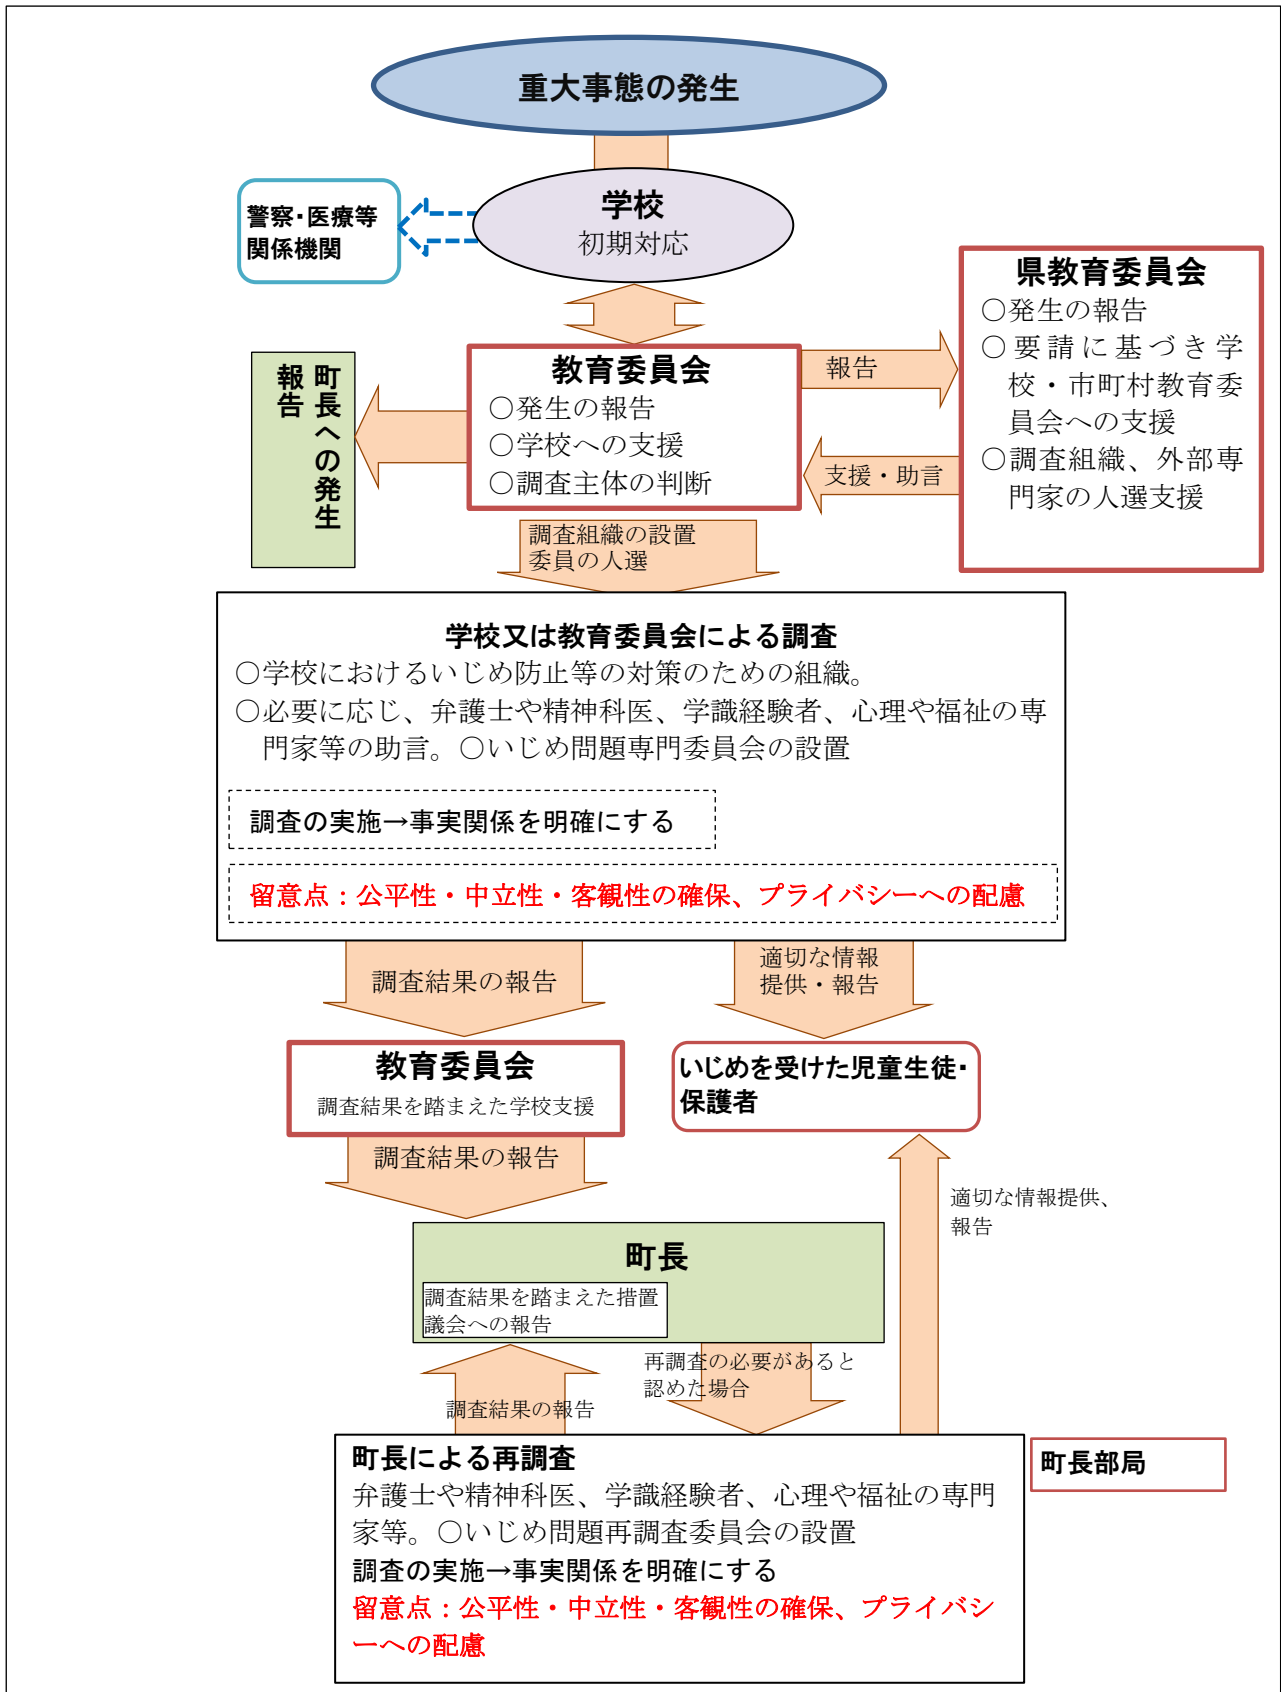 重大事態の発生
学校
初期対応
警察・医療等
関係機関
県教育委員会
○発生の報告
○要請に基づき学
校・市町村教育委
員会への支援
○調査組織、外部専
門家の人選支援
教育委員会
○発生の報告
○学校への支援
○調査主体の判断
報告
支援・助言
町長への発生
報告
調査組織の設置
委員の人選
学校又は教育委員会による調査
○学校におけるいじめ防止等の対策のための組織。
○必要に応じ、弁護士や精神科医、学識経験者、心理や福祉の専
門家等の助言。○いじめ問題専門委員会の設置
調査の実施→事実関係を明確にする
留意点：公平性・中立性・客観性の確保、プライバシーへの配慮
調査結果の報告
適切な情報
提供・報告
教育委員会
調査結果を踏まえた学校支援
いじめを受けた児童生徒・
保護者
調査結果の報告
適切な情報提供、
報告
町長
調査結果を踏まえた措置
議会への報告
再調査の必要があると
認めた場合
調査結果の報告
町長による再調査
弁護士や精神科医、学識経験者、心理や福祉の専門
家等。○いじめ問題再調査委員会の設置
調査の実施→事実関係を明確にする
留意点：公平性・中立性・客観性の確保、プライバシ
ーへの配慮
町長部局